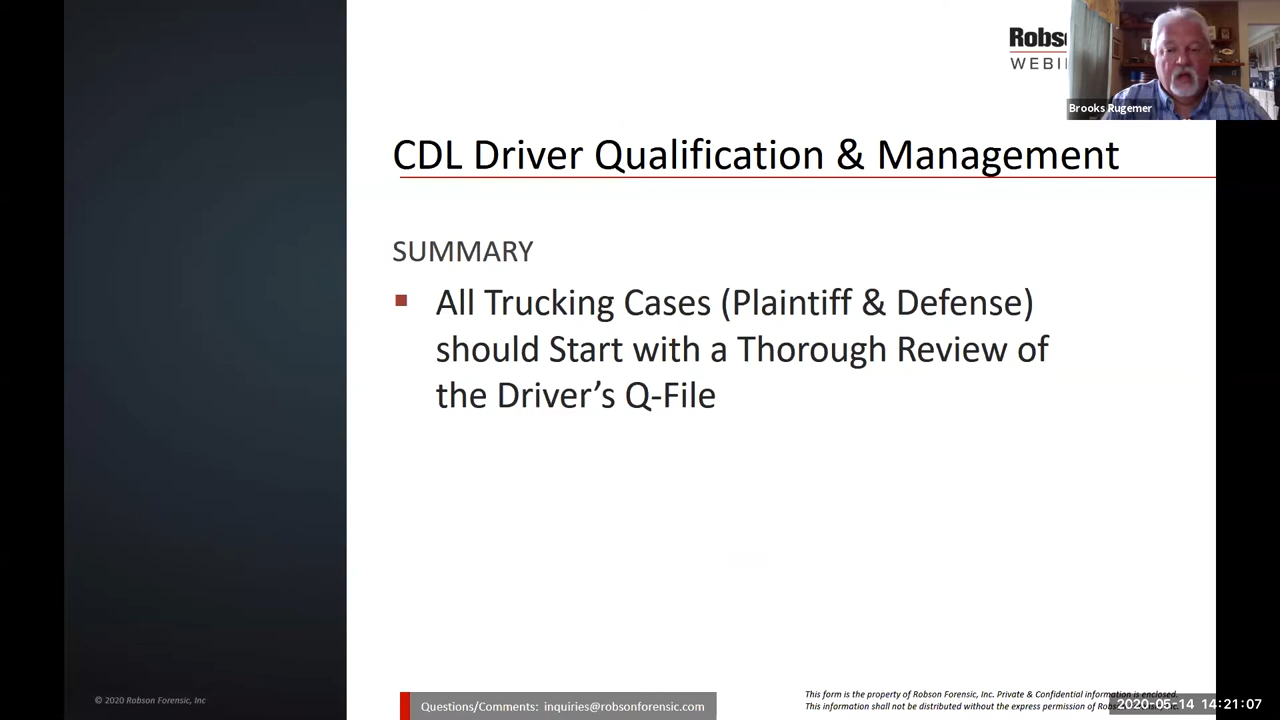 Robs
WEBI
Brooks Rugemer
CDL Driver Qualification & Management
SUMMARY
All Trucking Cases (Plaintiff & Defense)
should Start with a Thorough Review of
the Driver's Q-File
© 2020 Robson Forensic, Inc
Questions/Comments: inquiries@robsonforensic.com
This form is the property of Robson Forensic, Inc. Private & Confidential information is enclosed.
This information shall not be distributed without the express permission of
2020-05-14 14:21:07